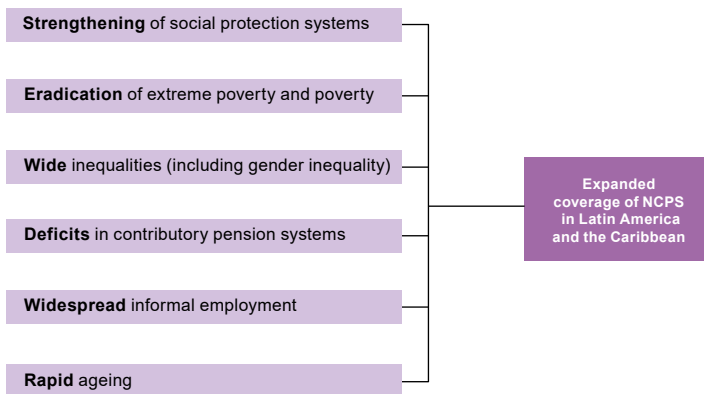 Strengthening of social protection systems
Eradication of extreme poverty and poverty
Wide inequalities (including gender inequality)
Deficits in contributory pension systems
Widespread informal employment
Rapid ageing
Expanded
coverage of NCPS
in Latin America
and the Caribbean